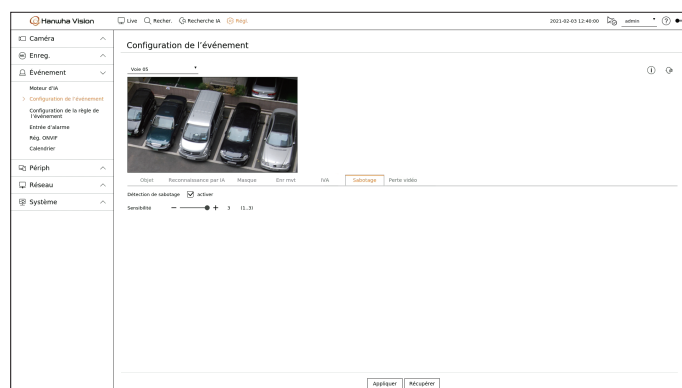 Hanwha Vision
Live Recher. Recherche IA Régl.
2021-02-03 12:40:00 admin
Caméra
Enreg.
Événement
Moteur d'IA
Configuration de l'événement
Configuration de la règle de l'événement
Entrée d'alarme
Rég. ONVIF
Calendrier
Périph
Réseau
Système
Configuration de l'événement
Voie 05
Objet Reconnaissance par IA Masque Enr mvt IVA Sabotage Perte vidéo
Détection de sabotage activer
Sensibilité 3 (1..3)
Appliquer Récupérer